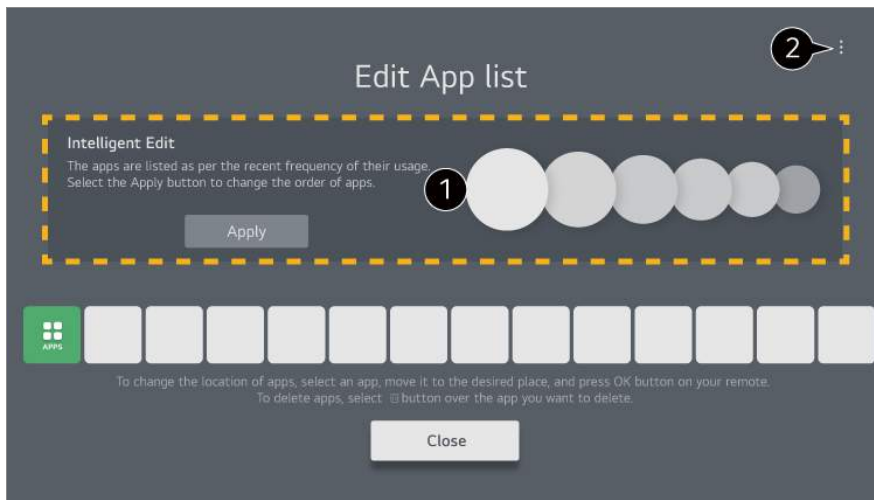 2
Edit App list
Intelligent Edit
The apps are listed as per the recent frequency of their usage.
Select the Apply button to change the order of apps.
1
Apply
APPS
To change the location of apps, select an app, move it to the desired place, and press OK button on your remote.
To delete apps, select button over the app you want to delete.
Close